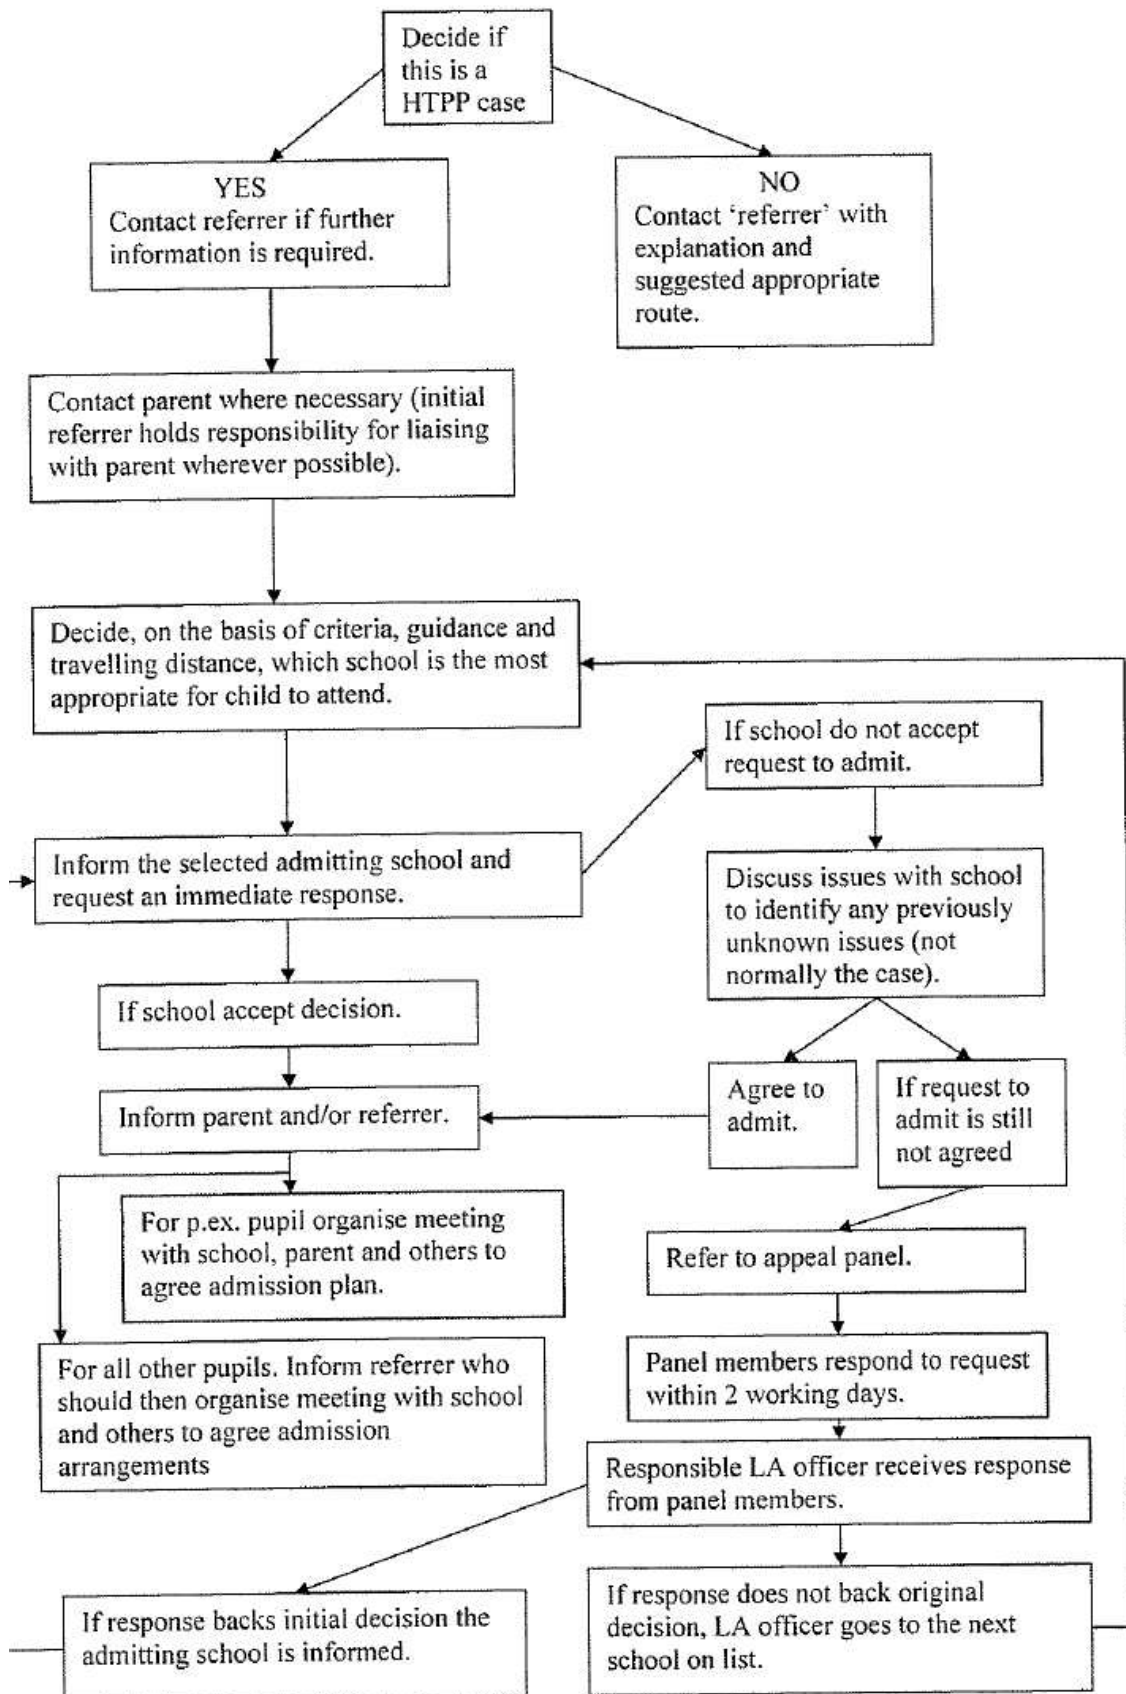 Decide if
this is a
HTPP case
YES
Contact referrer if further
information is required.
NO
Contact ‘referrer’ with
explanation and
suggested appropriate
route.
Contact parent where necessary (initial
referrer holds responsibility for liaising
with parent wherever possible).
Decide, on the basis of criteria, guidance and
travelling distance, which school is the most
appropriate for child to attend.
If school do not accept
request to admit.
Inform the selected admitting school and
request an immediate response.
Discuss issues with school
to identify any previously
unknown issues (not
normally the case).
If school accept decision.
Agree to
admit.
If request to
admit is still
not agreed
Inform parent and/or referrer.
For p.ex. pupil organise meeting
with school, parent and others to
agree admission plan.
Refer to appeal panel.
For all other pupils. Inform referrer who
should then organise meeting with school
and others to agree admission
arrangements
Panel members respond to request
within 2 working days.
Responsible LA officer receives response
from panel members.
If response backs initial decision the
admitting school is informed.
If response does not back original
decision, LA officer goes to the next
school on list.